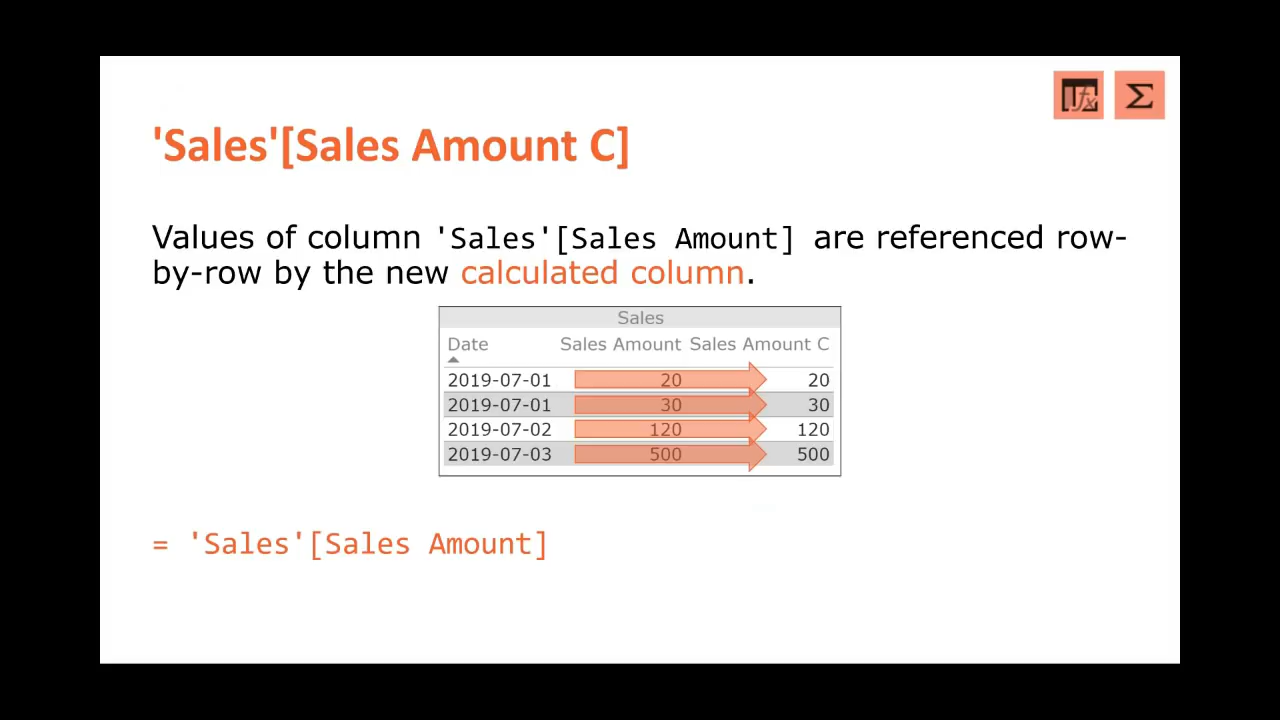 'Sales'[Sales Amount C]
Values of column 'Sales'[Sales Amount] are referenced row-
by-row by the new calculated column.
Sales
Date Sales Amount Sales Amount C
2019-07-01 20 20
2019-07-01 30 30
2019-07-02 120 120
2019-07-03 500 500
= 'Sales'[Sales Amount]